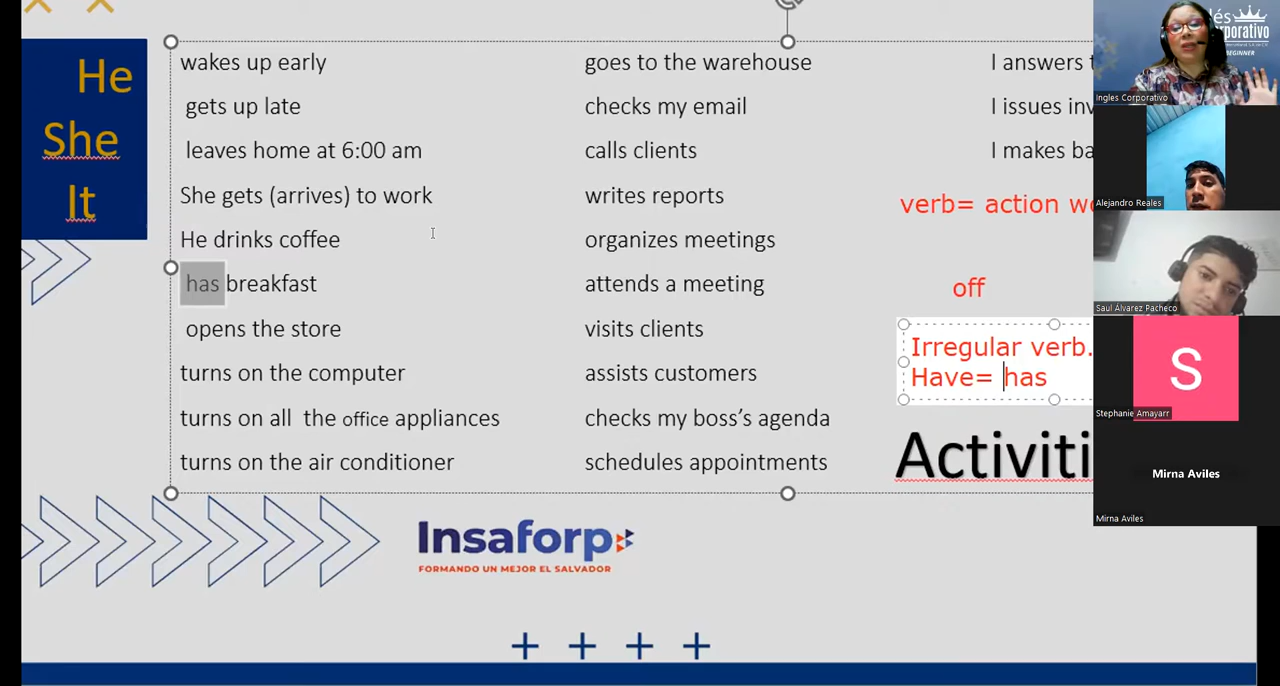 He
She
It
wakes up early
gets up late
leaves home at 6:00 am
She gets (arrives) to work
He drinks coffee
has breakfast
opens the store
turns on the computer
turns on all the office appliances
turns on the air conditioner
goes to the warehouse
checks my email
calls clients
writes reports
organizes meetings
attends a meeting
visits clients
assists customers
checks my boss's agenda
schedules appointments
I answers
I issues
I makes
verb= action
off
Irregular verb.
Have= has
Insaforp
FORMANDO UN MEJOR EL SALVADOR
Ingles Corporativo
Alejandro Reales
Saul Álvarez Pacheco
S
Stephanie Amayarr
Mirna Aviles
Mirna Aviles